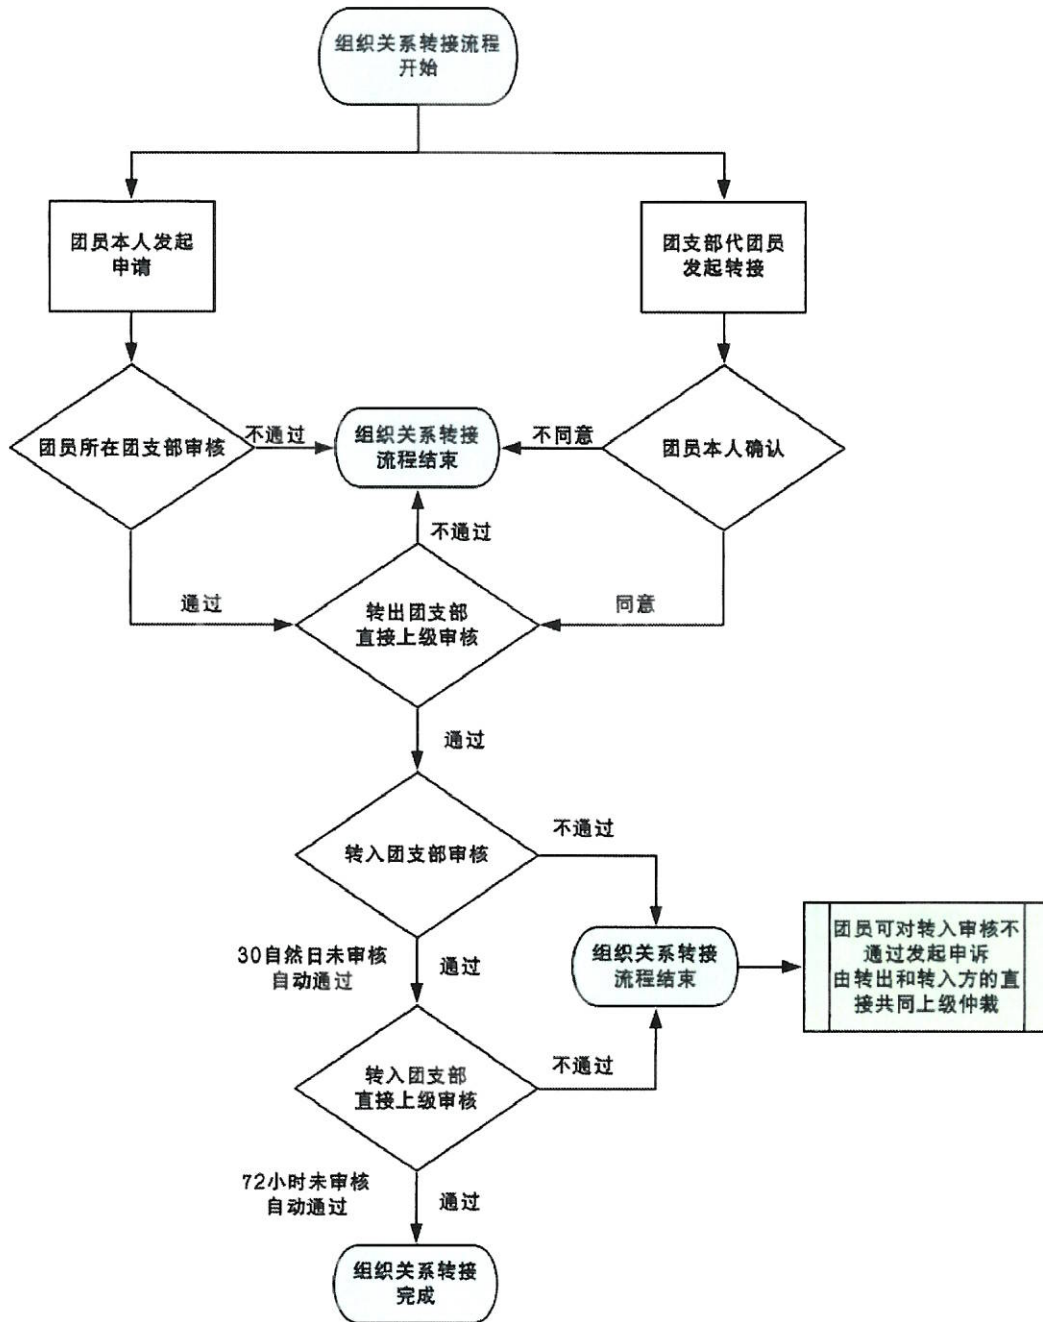 组织关系转接流程
开始
团员本人发起
申请
团支部代团员
发起转接
团员所在团支部审核
不通过
组织关系转接
流程结束
不同意
团员本人确认
不通过
通过
转出团支部
直接上级审核
同意
通过
转入团支部审核
不通过
30自然日未审核
自动通过
通过
组织关系转接
流程结束
团员可对转入审核不
通过发起申诉
由转出和转入方的直
接共同上级仲裁
转入团支部
直接上级审核
不通过
72小时未审核
自动通过
通过
组织关系转接
完成